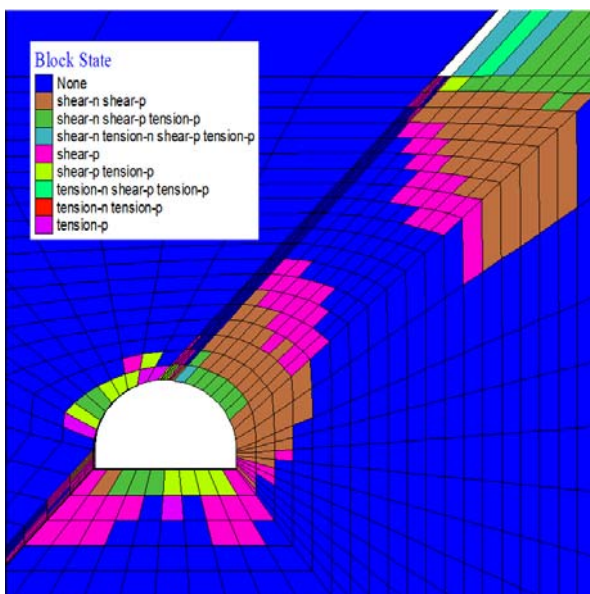 Block State
None
shear-n shear-p
shear-n shear-p tension-p
shear-n tension-n shear-p tension-p
shear-p
shear-p tension-p
tension-n shear-p tension-p
tension-n tension-p
tension-p